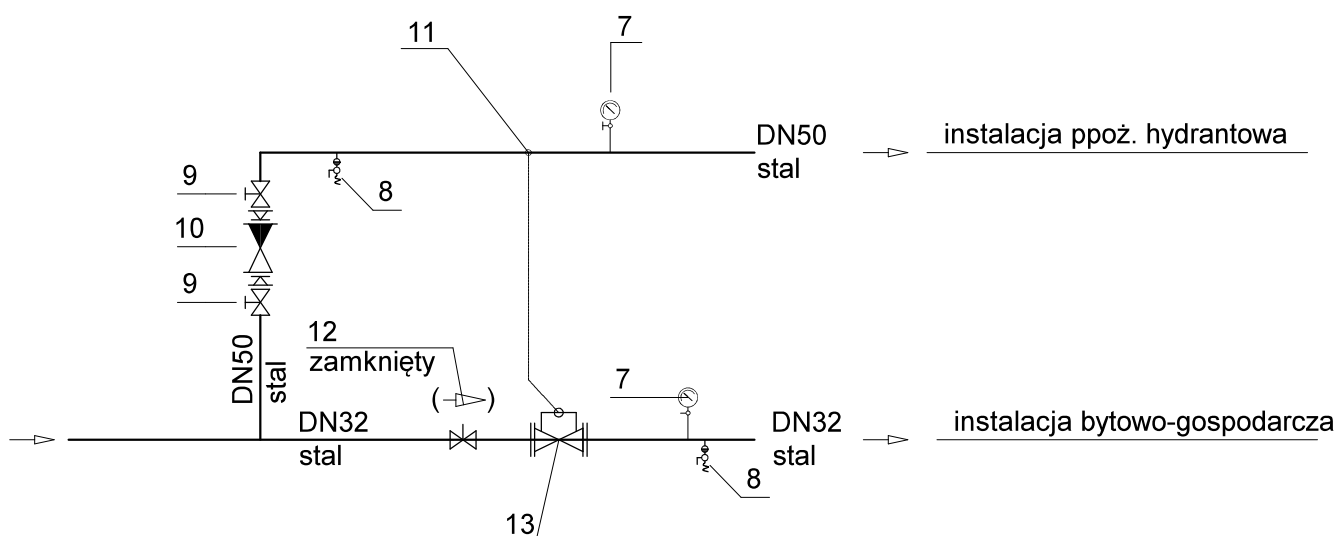 11
7
DN50
stal
instalacja ppoż. hydrantowa
9
8
10
9
DN50
stal
12
zamknięty
7
DN32
stal
DN32
stal
instalacja bytowo-gospodarcza
8
13